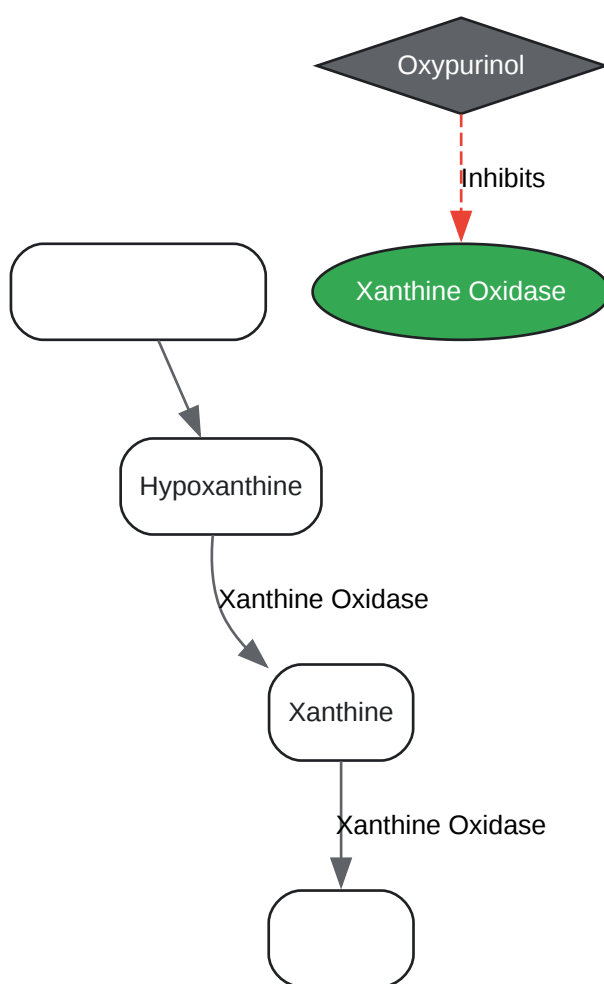 Oxypurinol
Inhibits
Xanthine Oxidase
Hypoxanthine
Xanthine Oxidase
Xanthine
Xanthine Oxidase